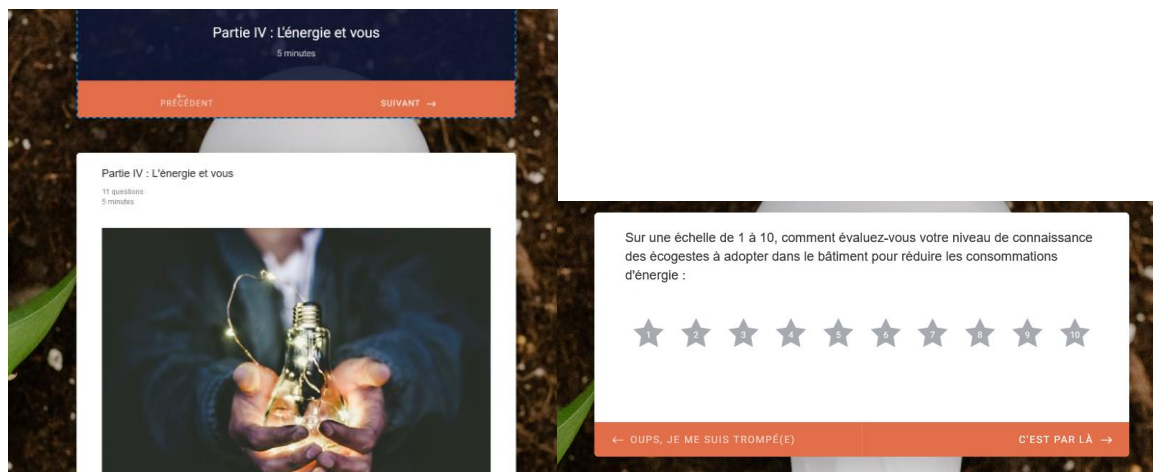 Partie IV : L'énergie et vous
5 minutes
← PRÉCÉDENT
SUIVANT →
Partie IV : L'énergie et vous
11 questions
5 minutes
Sur une échelle de 1 à 10, comment évaluez-vous votre niveau de connaissance
des écogestes à adopter dans le bâtiment pour réduire les consommations
d'énergie :
1 2 3 4 5 6 7 8 9 10
← OUPS, JE ME SUIS TROMPÉ(E)
C'EST PAR LÀ →